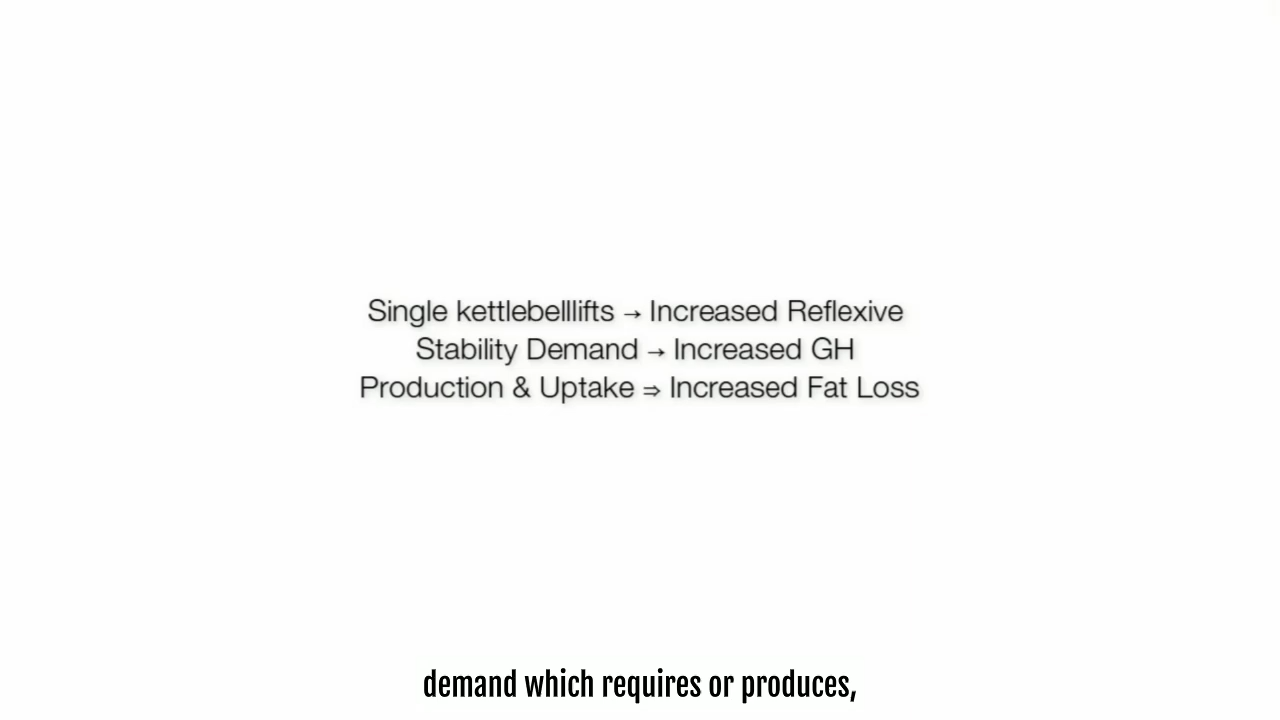 Single kettlebelllifts → Increased Reflexive
Stability Demand → Increased GH
Production & Uptake ⇒ Increased Fat Loss
demand which requires or produces,